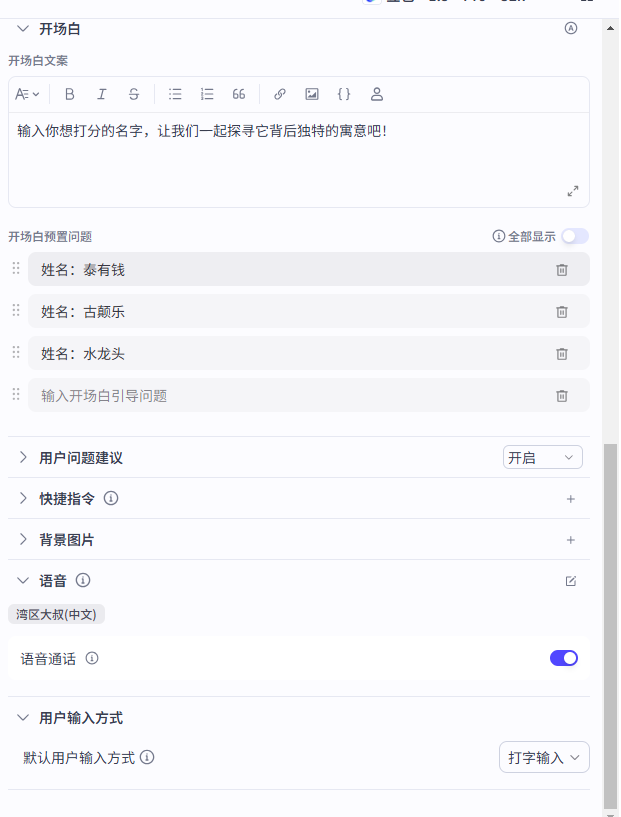 开场白
开场白文案
输入你想打分的名字，让我们一起探寻它背后独特的寓意吧！
开场白预置问题 全部显示
姓名：泰有钱
姓名：古颠乐
姓名：水龙头
输入开场白引导问题
用户问题建议 开启
快捷指令
背景图片
语音
湾区大叔(中文)
语音通话
用户输入方式
默认用户输入方式 打字输入